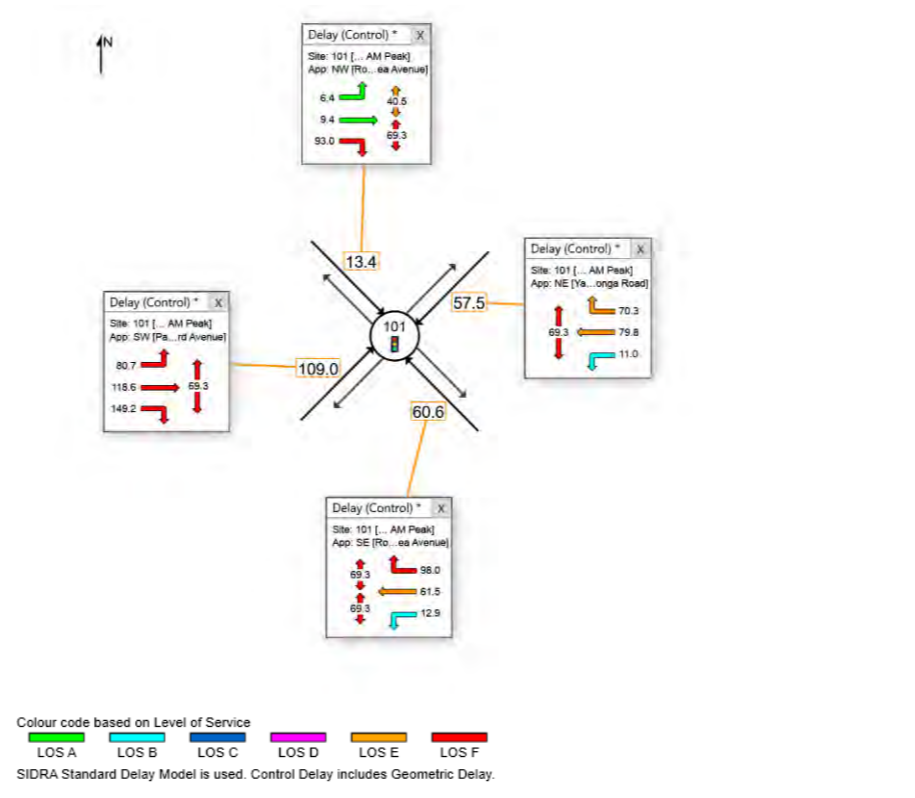 N
Delay (Control) * X
Site: 101 [... AM Peak]
App: NW [Ro...ea Avenue]
6.4
40.5
9.4
69.3
93.0
13.4
Delay (Control) * X
Site: 101 [... AM Peak]
App: NE [Ya...onga Road]
70.3
69.3
79.8
11.0
57.5
101
Delay (Control) * X
Site: 101 [... AM Peak]
App: SW [Pa...rd Avenue]
80.7
118.6
69.3
149.2
109.0
60.6
Delay (Control) * X
Site: 101 [... AM Peak]
App: SE [Ro...ea Avenue]
69.3
98.0
61.5
69.3
12.9
Colour code based on Level of Service
LOS A LOS B LOS C LOS D LOS E LOS F
SIDRA Standard Delay Model is used. Control Delay includes Geometric Delay.